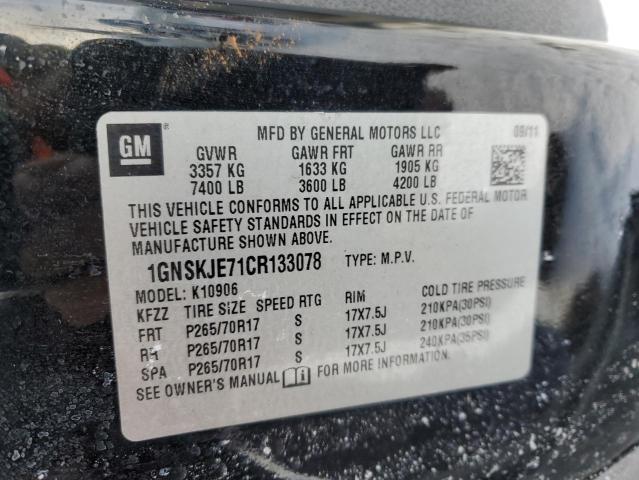 GM
MFD BY GENERAL MOTORS LLC 09/11
GVWR GAWR FRT GAWR RR
3357 KG 1633 KG 1905 KG
7400 LB 3600 LB 4200 LB
THIS VEHICLE CONFORMS TO ALL APPLICABLE U.S. FEDERAL MOTOR
VEHICLE SAFETY STANDARDS IN EFFECT ON THE DATE OF
MANUFACTURE SHOWN ABOVE.
1GNSKJE71CR133078 TYPE: M.P.V.
MODEL: K10906
KFZZ TIRE SIZE SPEED RTG RIM COLD TIRE PRESSURE
FRT P265/70R17 S 17X7.5J 210KPA(30PSI)
RR P265/70R17 S 17X7.5J 210KPA(30PSI)
SPA P265/70R17 S 17X7.5J 240KPA(35PSI)
SEE OWNER'S MANUAL FOR MORE INFORMATION.